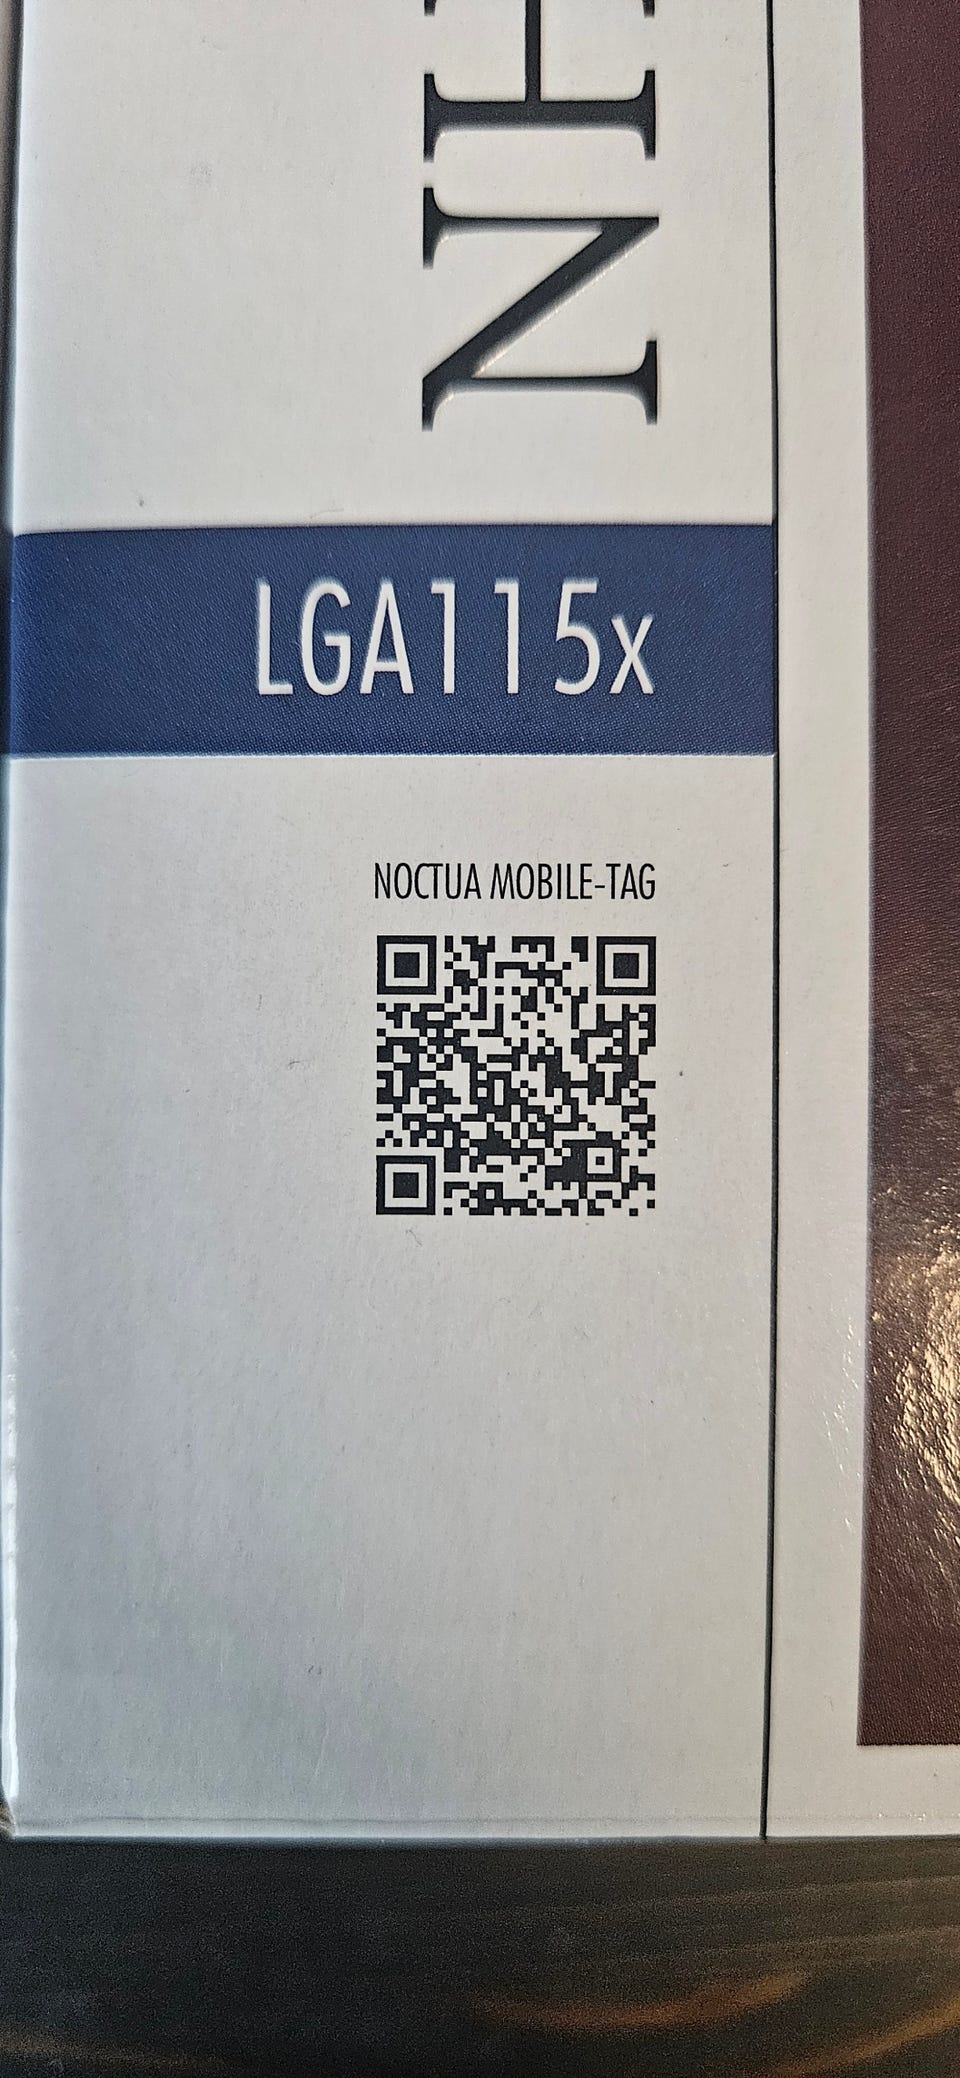 NH
LGA115x
NOCTUA MOBILE-TAG